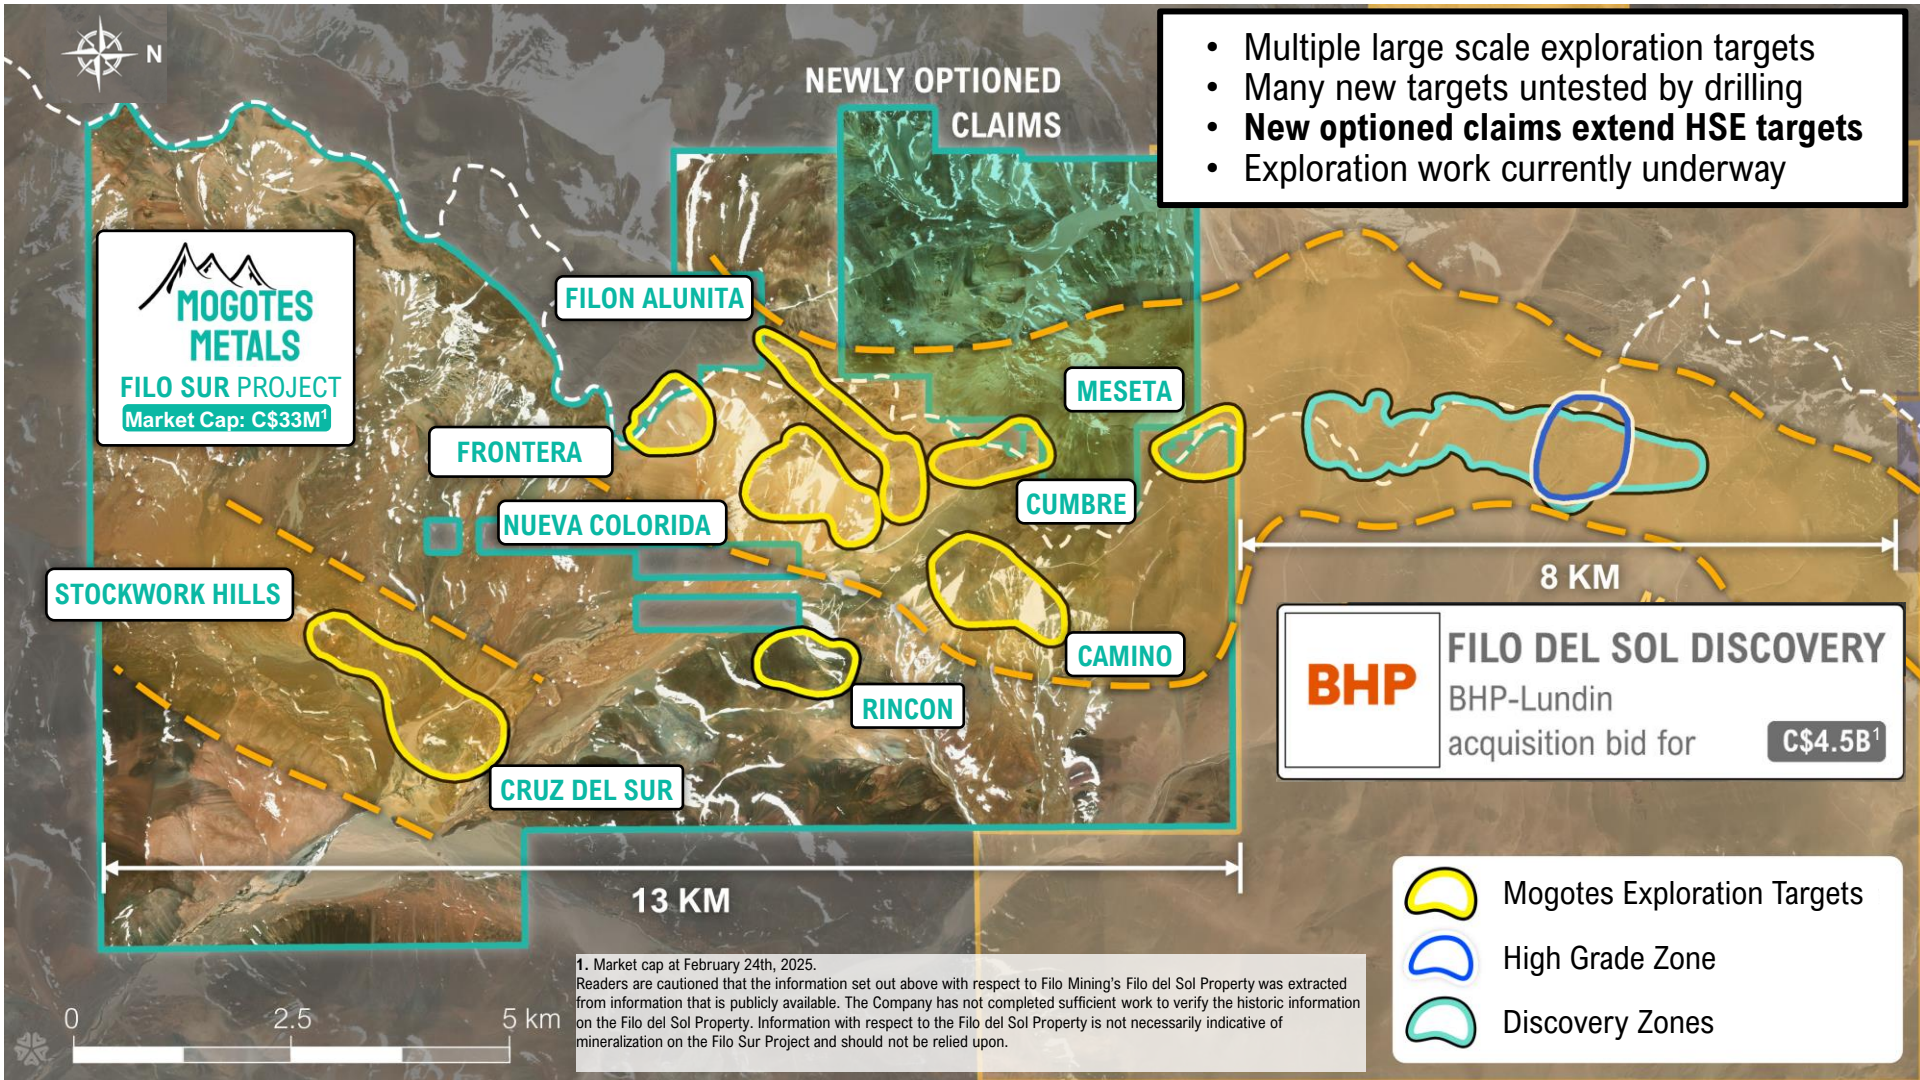 N
NEWLY OPTIONED
CLAIMS
• Multiple large scale exploration targets
• Many new targets untested by drilling
• New optioned claims extend HSE targets
• Exploration work currently underway
MOGOTES
METALS
FILO SUR PROJECT
Market Cap: C$33M1
FILON ALUNITA
MESETA
FRONTERA
CUMBRE
NUEVA COLORIDA
STOCKWORK HILLS
CAMINO
RINCON
CRUZ DEL SUR
8 KM
BHP
FILO DEL SOL DISCOVERY
BHP-Lundin
acquisition bid for C$4.5B1
13 KM
Mogotes Exploration Targets
High Grade Zone
Discovery Zones
1. Market cap at February 24th, 2025.
Readers are cautioned that the information set out above with respect to Filo Mining's Filo del Sol Property was extracted
from information that is publicly available. The Company has not completed sufficient work to verify the historic information
on the Filo del Sol Property. Information with respect to the Filo del Sol Property is not necessarily indicative of
mineralization on the Filo Sur Project and should not be relied upon.
0 2.5 5 km